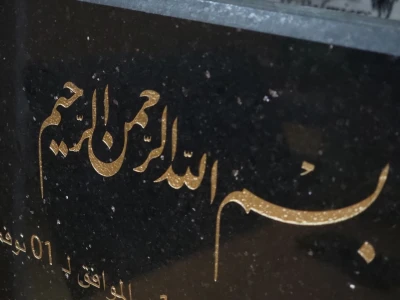 بسم الله الرحمن الرحيم
الموافق لـ 01